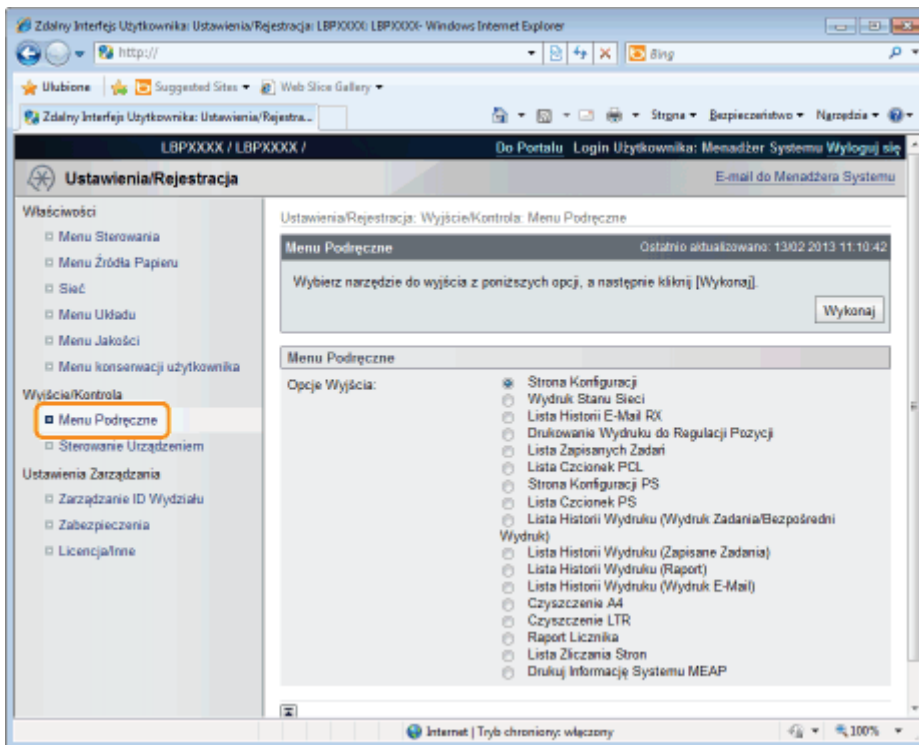 Zdalny Interfejs Użytkownika: Ustawienia/Rejestracja: LBPXXXX: LBPXXXX- Windows Internet Explorer
http://
Bing
Ulubione Suggested Sites Web Slice Gallery
Zdalny Interfejs Użytkownika: Ustawienia/Rejestra...
Strona Bezpieczeństwo Narzędzia
LBPXXXX / LBPXXXX /
Do Portalu Login Użytkownika: Menadżer Systemu Wyloguj się
Ustawienia/Rejestracja
E-mail do Menadżera Systemu
Właściwości
Menu Sterowania
Menu Źródła Papieru
Sieć
Menu Układu
Menu Jakości
Menu konserwacji użytkownika
Wyjście/Kontrola
Menu Podręczne
Sterowanie Urządzeniem
Ustawienia Zarządzania
Zarządzanie ID Wydziału
Zabezpieczenia
Licencja/Inne
Ustawienia/Rejestracja: Wyjście/Kontrola: Menu Podręczne
Menu Podręczne
Ostatnio aktualizowano: 13/02 2013 11:10:42
Wybierz narzędzie do wyjścia z poniższych opcji, a następnie kliknij [Wykonaj].
Wykonaj
Menu Podręczne
Opcje Wyjścia:
Strona Konfiguracji
Wydruk Stanu Sieci
Lista Historii E-Mail RX
Drukowanie Wydruku do Regulacji Pozycji
Lista Zapisanych Zadań
Lista Czcionek PCL
Strona Konfiguracji PS
Lista Czcionek PS
Lista Historii Wydruku (Wydruk Zadania/Bezpośredni
Wydruk)
Lista Historii Wydruku (Zapisane Zadania)
Lista Historii Wydruku (Raport)
Lista Historii Wydruku (Wydruk E-Mail)
Czyszczenie A4
Czyszczenie LTR
Raport Licznika
Lista Zliczania Stron
Drukuj Informację Systemu MEAP
Internet | Tryb chroniony: włączony
100%